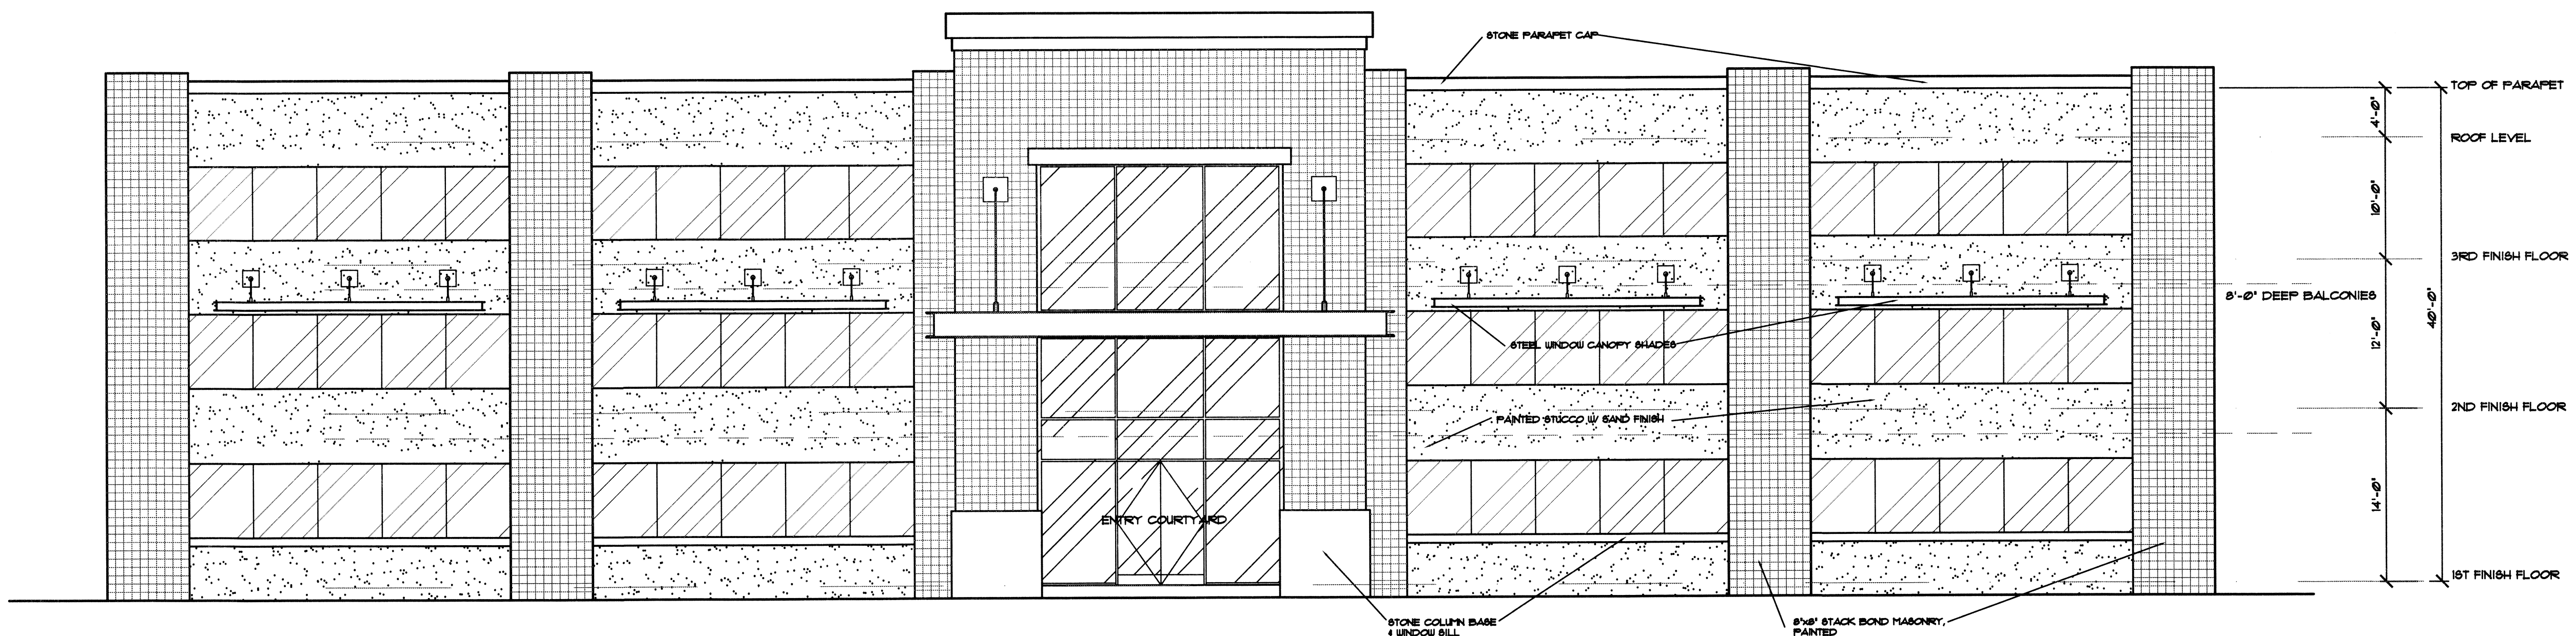 STONE PARAPET CAP
TOP OF PARAPET
4'-0"
ROOF LEVEL
10'-0"
3RD FINISH FLOOR
8'-0" DEEP BALCONIES
40'-0"
12'-0"
STEEL WINDOW CANOPY SHADES
2ND FINISH FLOOR
PAINTED STUCCO W/ SAND FINISH
14'-0"
ENTRY COURTYARD
1ST FINISH FLOOR
STONE COLUMN BASE
& WINDOW SILL
8"x8" STACK BOND MASONRY,
PAINTED